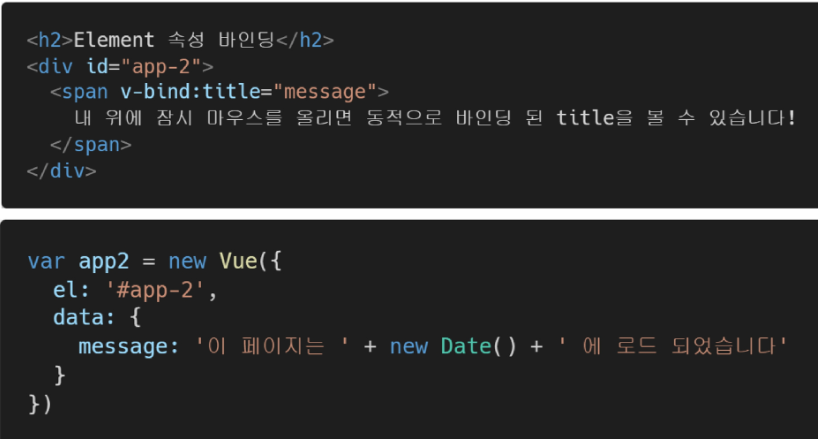 <h2>Element 속성 바인딩</h2>
<div id="app-2">
  <span v-bind:title="message">
    내 위에 잠시 마우스를 올리면 동적으로 바인딩 된 title을 볼 수 있습니다!
  </span>
</div>
var app2 = new Vue({
  el: '#app-2',
  data: {
    message: '이 페이지는 ' + new Date() + ' 에 로드 되었습니다'
  }
})